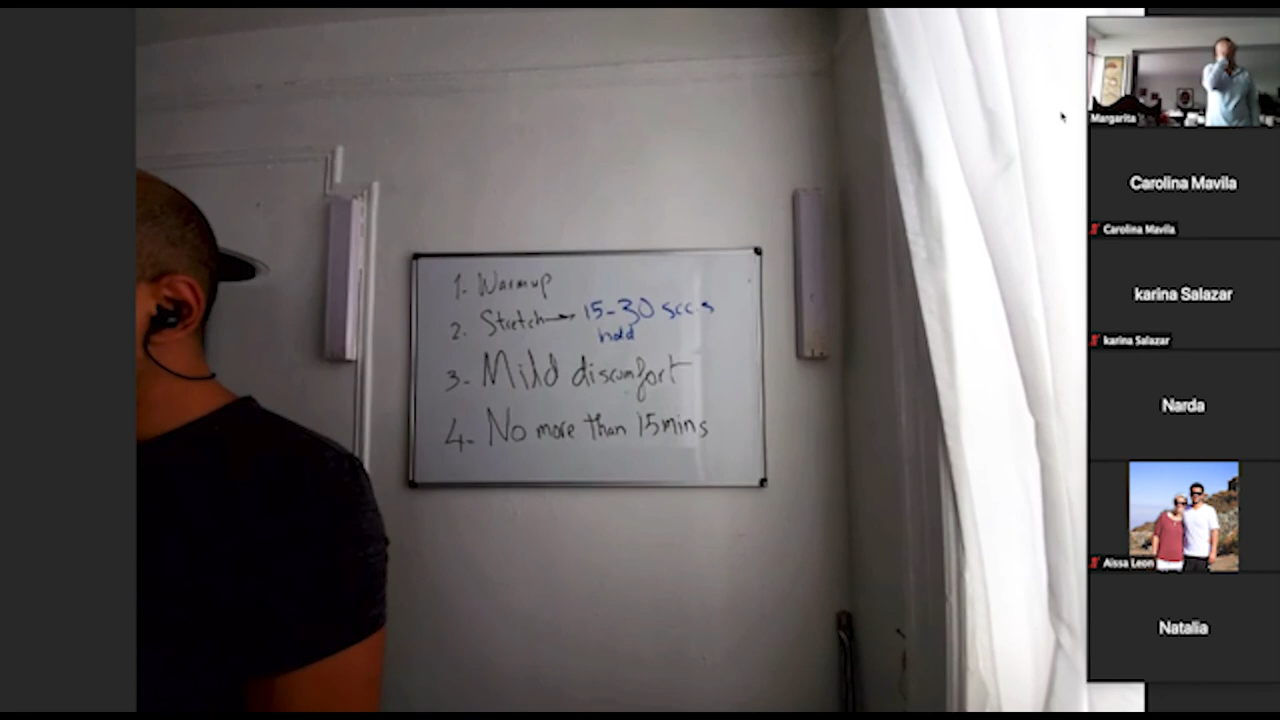 1. Warmup
2. Stretch → 15-30 secs
hold
3- Mild discomfort
4- No more than 15mins
Margarita
Carolina Mavila
Carolina Mavila
karina Salazar
karina Salazar
Narda
Aissa Leon
Natalia